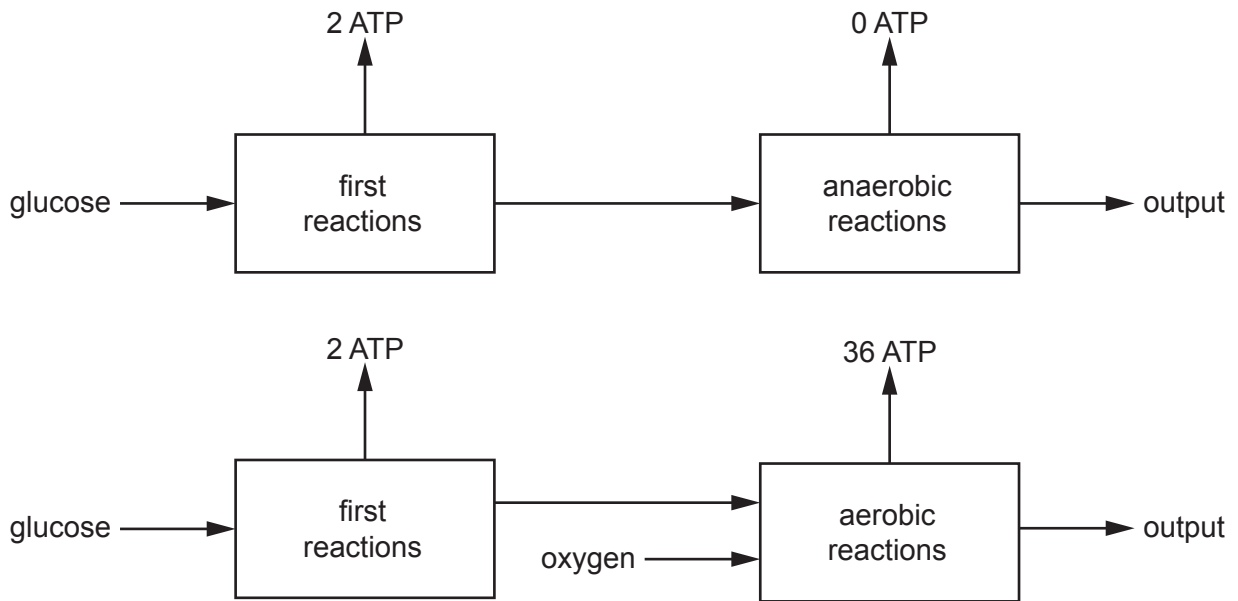 2 ATP
0 ATP
glucose
first
reactions
anaerobic
reactions
output
2 ATP
36 ATP
glucose
first
reactions
oxygen
aerobic
reactions
output